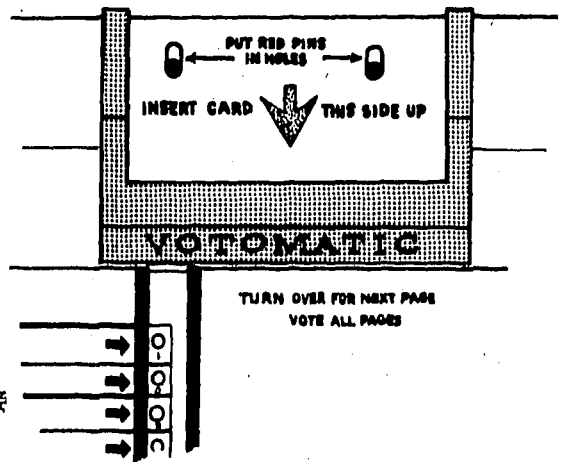 PUT RED PINS
IN HOLES
INSERT CARD THIS SIDE UP
VOTOMATIC
TURN OVER FOR NEXT PAGE
VOTE ALL PAGES